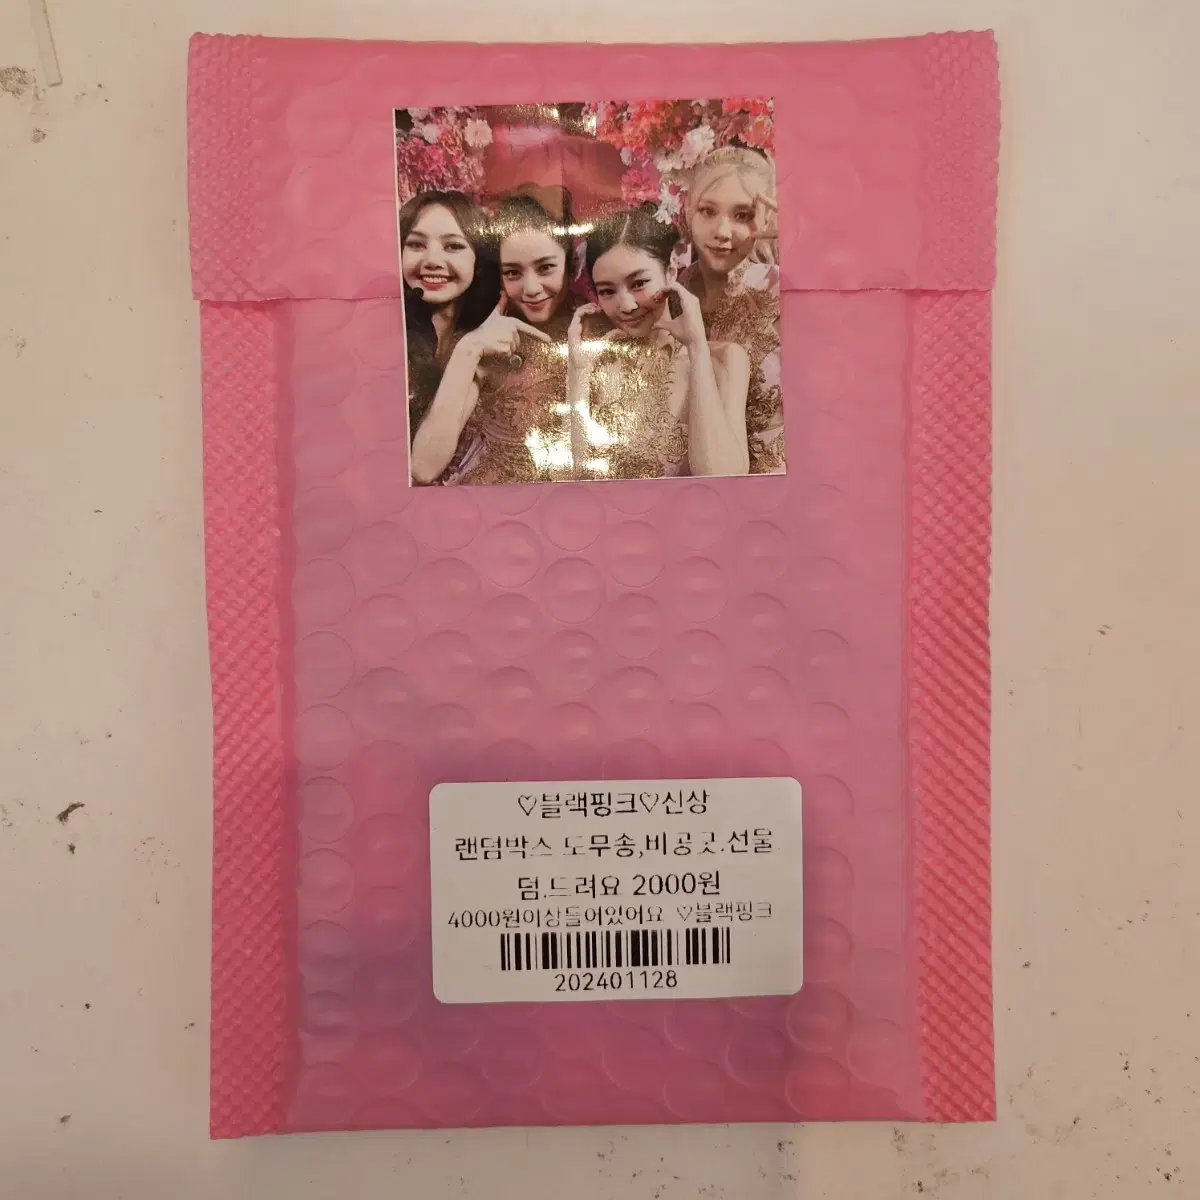 ♡블랙핑크♡신상
랜덤박스 도무송,비공굿.선물
덤.드려요 2000원
4000원이상들어있어요 ♡블랙핑크
202401128